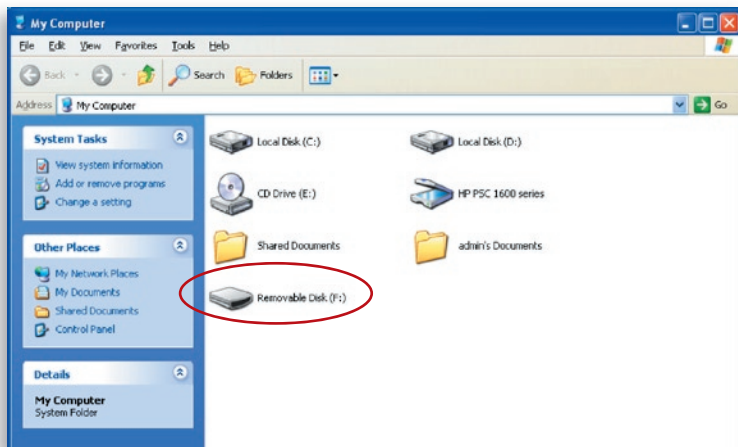 My Computer
File Edit View Favorites Tools Help
Back Search Folders
Address My Computer Go
System Tasks
View system information
Add or remove programs
Change a setting
Other Places
My Network Places
My Documents
Shared Documents
Control Panel
Details
My Computer
System Folder
Local Disk (C:) Local Disk (D:)
CD Drive (E:) HP PSC 1600 series
Shared Documents admin's Documents
Removable Disk (F:)